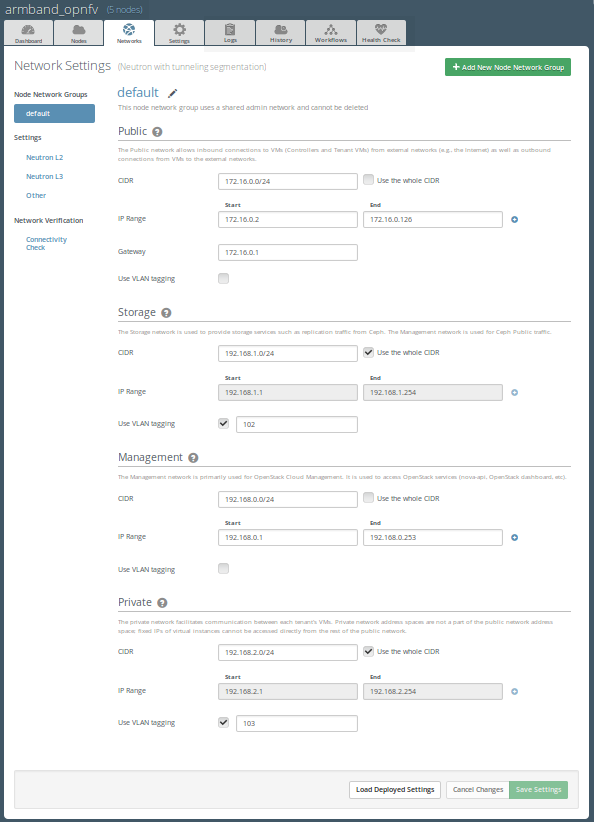 armband_opnfv (5 nodes)
Dashboard Nodes Networks Settings Logs History Workflows Health Check
Network Settings (Neutron with tunneling segmentation)
+ Add New Node Network Group
Node Network Groups
default
Settings
Neutron L2
Neutron L3
Other
Network Verification
Connectivity
Check
default
This node network group uses a shared admin network and cannot be deleted
Public ?
The Public network allows inbound connections to VMs (Controllers and Tenant VMs) from external networks (e.g., the Internet) as well as outbound
connections from VMs to the external networks.
CIDR 172.16.0.0/24 Use the whole CIDR
Start End
IP Range 172.16.0.2 172.16.0.126
Gateway 172.16.0.1
Use VLAN tagging
Storage ?
The Storage network is used to provide storage services such as replication traffic from Ceph. The Management network is used for Ceph Public traffic.
CIDR 192.168.1.0/24 Use the whole CIDR
Start End
IP Range 192.168.1.1 192.168.1.254
Use VLAN tagging 102
Management ?
The Management network is primarily used for OpenStack Cloud Management. It is used to access OpenStack services (nova-api, OpenStack dashboard, etc).
CIDR 192.168.0.0/24 Use the whole CIDR
Start End
IP Range 192.168.0.1 192.168.0.253
Use VLAN tagging
Private ?
The private network facilitates communication between each tenant's VMs. Private network address spaces are not a part of the public network address
space; fixed IPs of virtual instances cannot be accessed directly from the rest of the public network.
CIDR 192.168.2.0/24 Use the whole CIDR
Start End
IP Range 192.168.2.1 192.168.2.254
Use VLAN tagging 103
Load Deployed Settings Cancel Changes Save Settings